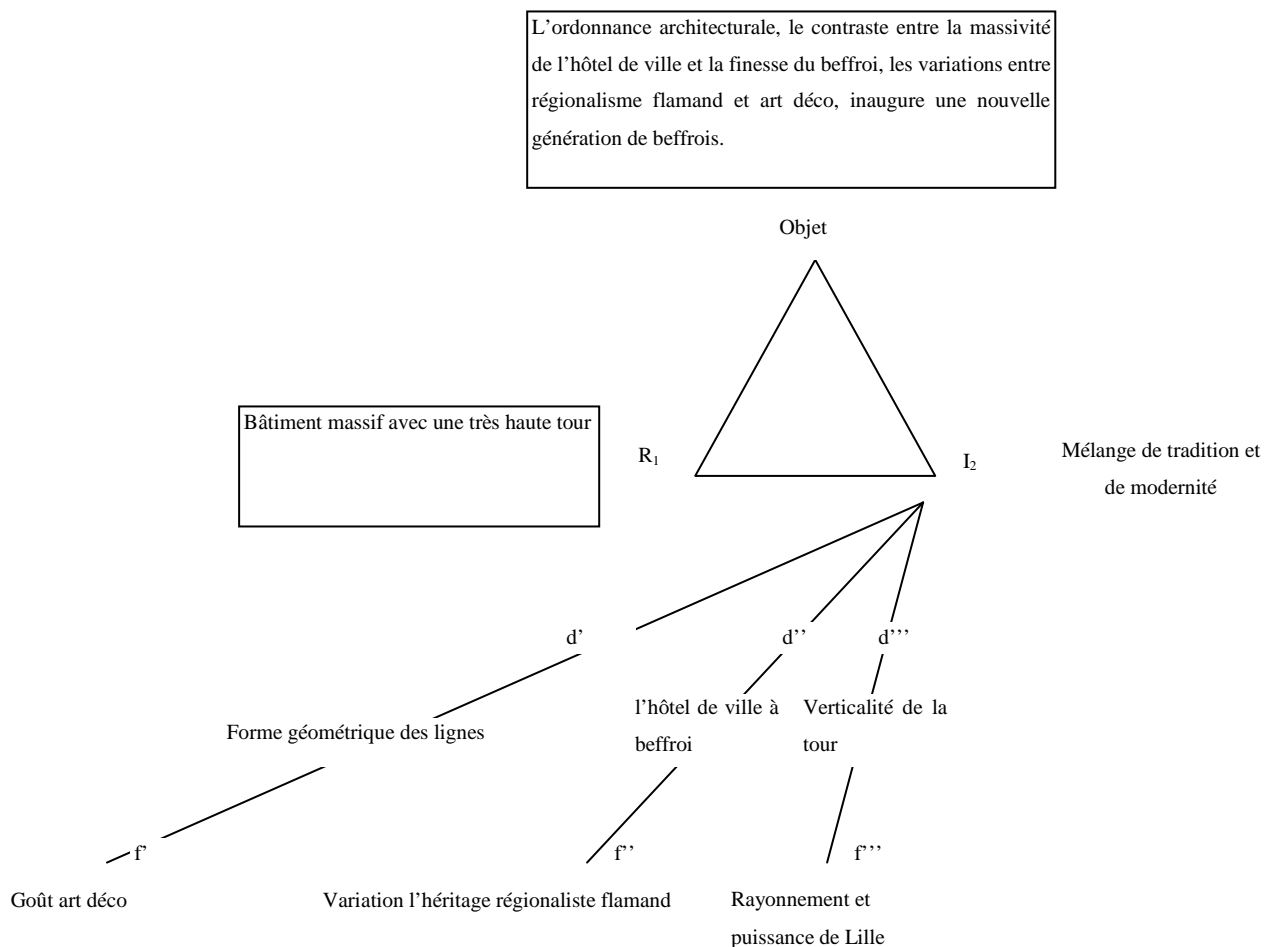 L’ordonnance architecturale, le contraste entre la massivité
de l’hôtel de ville et la finesse du beffroi, les variations entre
régionalisme flamand et art déco, inaugure une nouvelle
génération de beffrois.
Objet
Bâtiment massif avec une très haute tour
R₁
I₂
Mélange de tradition et
de modernité
d’
d’’
d’’’
Forme géométrique des lignes
l’hôtel de ville à
beffroi
Verticalité de la
tour
f’
f’’
f’’’
Goût art déco
Variation l’héritage régionaliste flamand
Rayonnement et
puissance de Lille